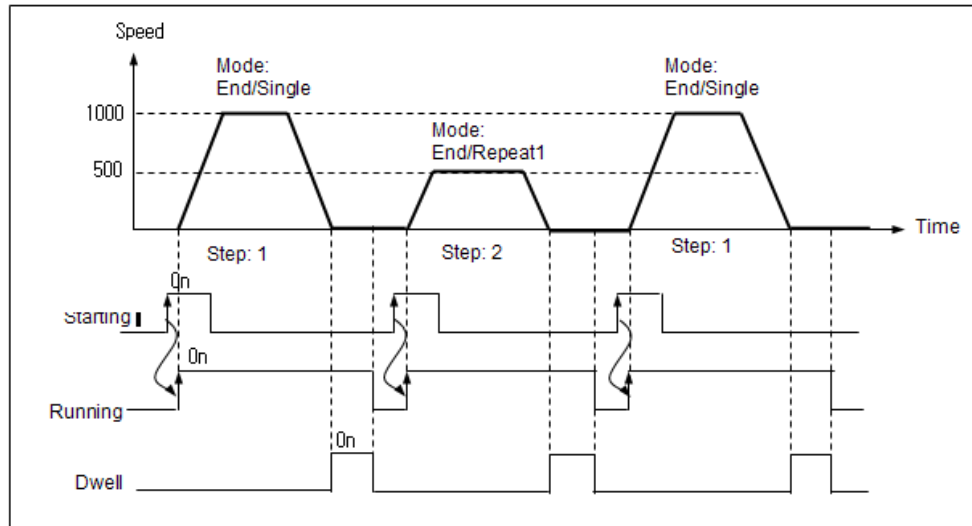 Speed
Mode:
End/Single
Mode:
End/Single
1000
Mode:
End/Repeat1
500
Time
Step: 1
Step: 2
Step: 1
On
Starting
On
Running
On
Dwell